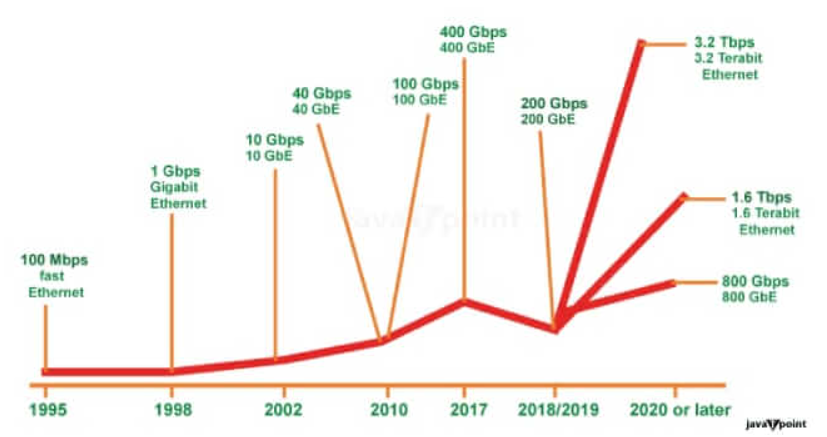 400 Gbps
400 GbE
3.2 Tbps
3.2 Terabit
Ethernet
40 Gbps
40 GbE
100 Gbps
100 GbE
200 Gbps
200 GbE
10 Gbps
10 GbE
1 Gbps
Gigabit
Ethernet
1.6 Tbps
1.6 Terabit
Ethernet
100 Mbps
fast
Ethernet
800 Gbps
800 GbE
javaTpoint
1995
1998
2002
2010
2017
2018/2019
2020 or later
javaTpoint